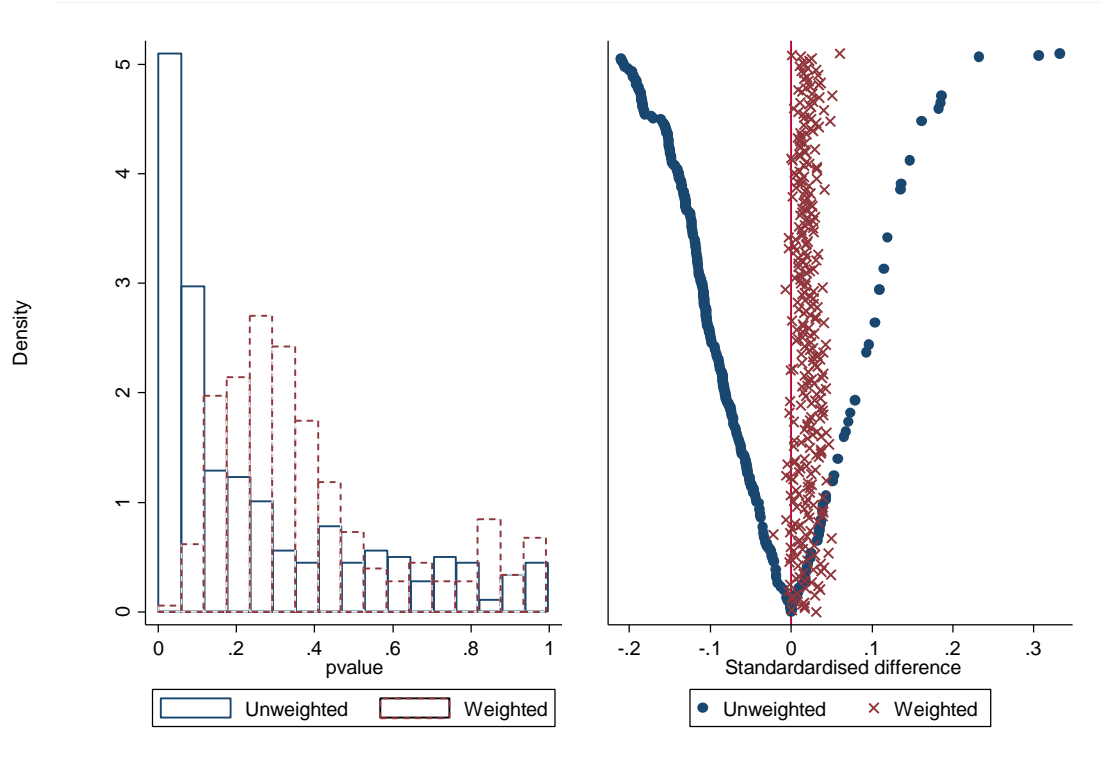 Density
5
4
3
2
1
0
0 .2 .4 .6 .8 1
pvalue
Unweighted Weighted
-.2 -.1 0 .1 .2 .3
Standardardised difference
Unweighted Weighted